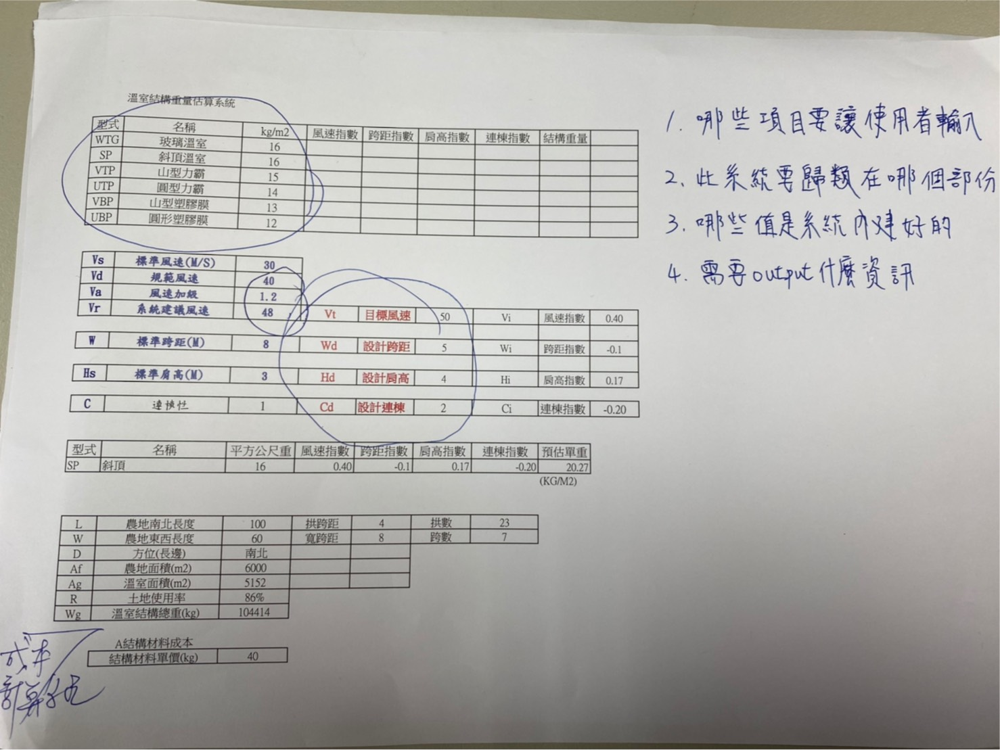 溫室結構重量估算系統
型式 名稱 kg/m2 風速指數 跨距指數 肩高指數 連棟指數 結構重量
WTG 玻璃溫室 16
SP 斜頂溫室 16
VTP 山型力霸 15
UTP 圓型力霸 14
VBP 山型塑膠膜 13
UBP 圓形塑膠膜 12
Vs 標準風速(M/S) 30
Vd 規範風速 40
Va 風速加級 1.2
Vr 系統建議風速 48 Vt 目標風速 50 Vi 風速指數 0.40
W 標準跨距(M) 8 Wd 設計跨距 5 Wi 跨距指數 -0.1
Hs 標準肩高(M) 3 Hd 設計肩高 4 Hi 肩高指數 0.17
C 連棟性 1 Cd 設計連棟 2 Ci 連棟指數 -0.20
型式 名稱 平方公尺重 風速指數 跨距指數 肩高指數 連棟指數 預估單重
SP 斜頂 16 0.40 -0.1 0.17 -0.20 20.27
(KG/M2)
L 農地南北長度 100 拱跨距 4 拱數 23
W 農地東西長度 60 寬跨距 8 跨數 7
D 方位(長邊) 南北
Af 農地面積(m2) 6000
Ag 溫室面積(m2) 5152
R 土地使用率 86%
Wg 溫室結構總重(kg) 104414
A結構材料成本
結構材料單價(kg) 40
成本
計算
1. 哪些項目要讓使用者輸入
2. 此系統要歸類在哪個部份
3. 哪些值是系統內建好的
4. 需要output什麼資訊